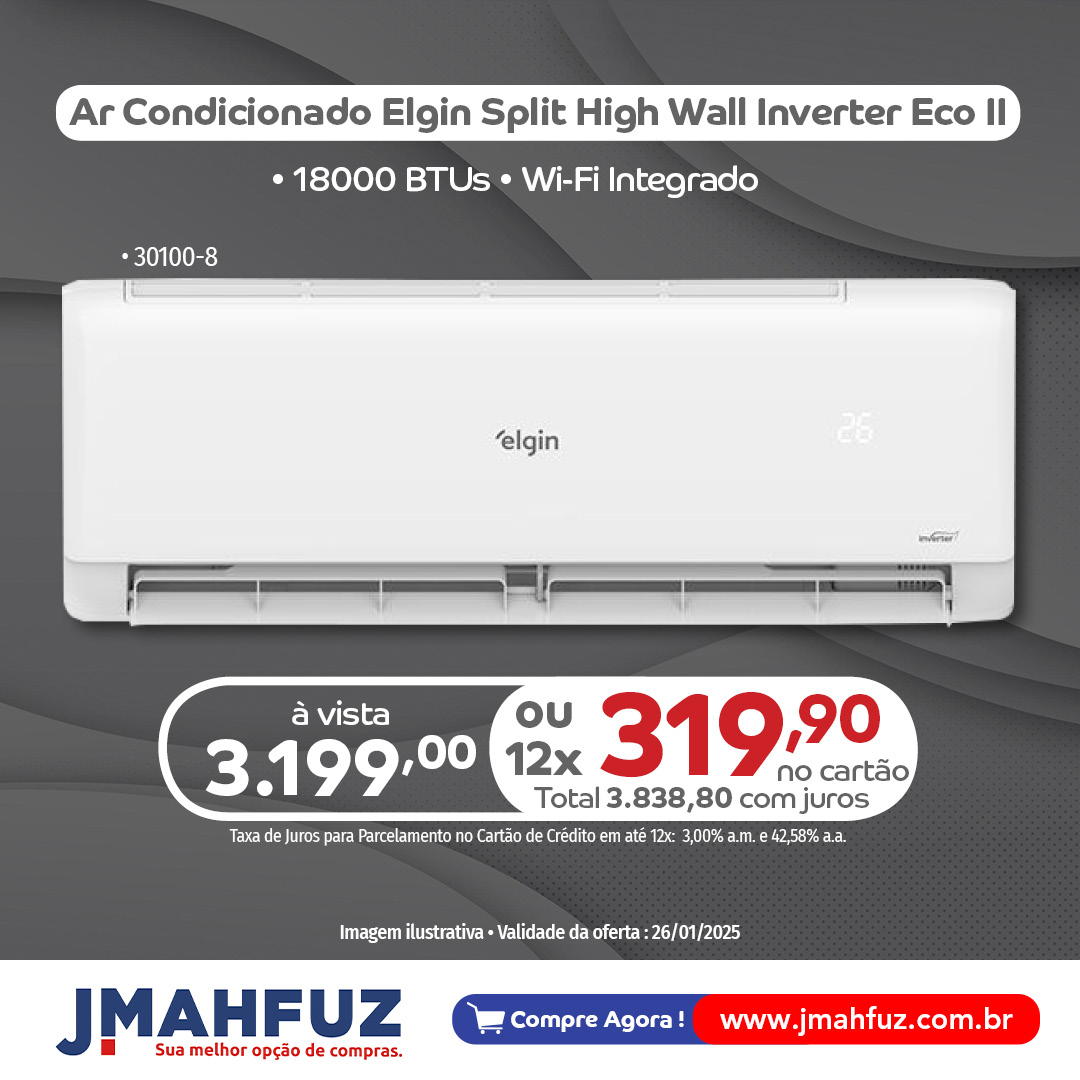 Ar Condicionado Elgin Split High Wall Inverter Eco II
• 18000 BTUs • Wi-Fi Integrado
• 30100-8
elgin
26
inverter
à vista
3.199,00
ou
12x 319,90
no cartão
Total 3.838,80 com juros
Taxa de Juros para Parcelamento no Cartão de Crédito em até 12x: 3,00% a.m. e 42,58% a.a.
Imagem ilustrativa • Validade da oferta : 26/01/2025
JMAHFUZ
Sua melhor opção de compras.
Compre Agora !
www.jmahfuz.com.br